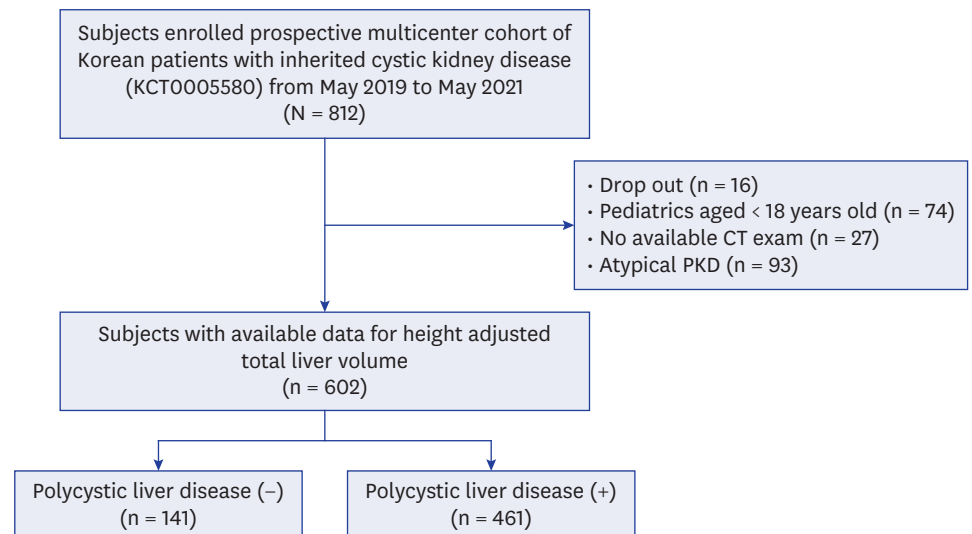 Subjects enrolled prospective multicenter cohort of
Korean patients with inherited cystic kidney disease
(KCT0005580) from May 2019 to May 2021
(N = 812)
• Drop out (n = 16)
• Pediatrics aged < 18 years old (n = 74)
• No available CT exam (n = 27)
• Atypical PKD (n = 93)
Subjects with available data for height adjusted
total liver volume
(n = 602)
Polycystic liver disease (−)
(n = 141)
Polycystic liver disease (+)
(n = 461)